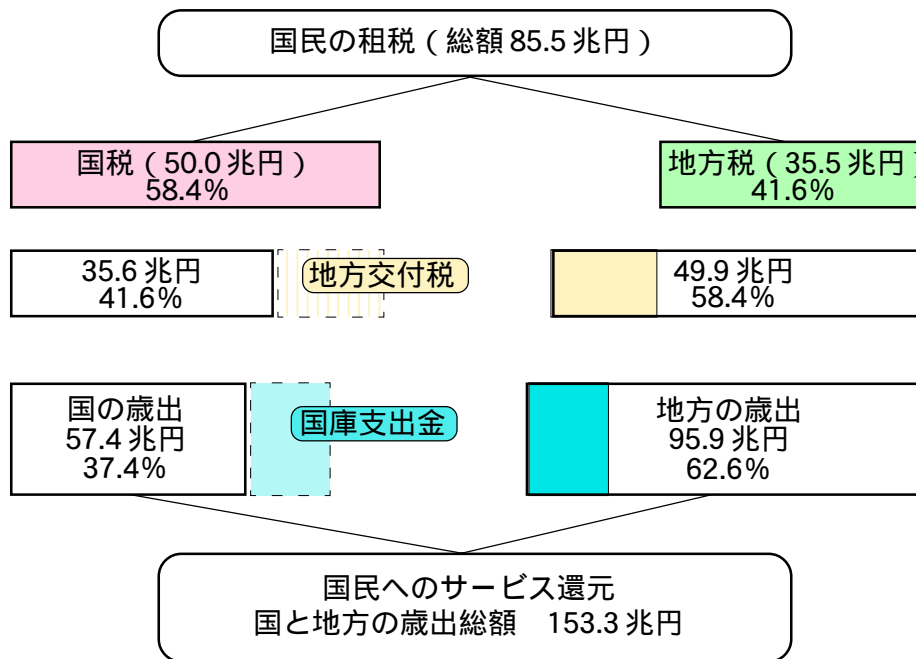 国民の租税（総額 85.5 兆円）
国税（50.0 兆円）
58.4%
地方税（35.5 兆円）
41.6%
35.6 兆円
41.6%
地方交付税
49.9 兆円
58.4%
国の歳出
57.4 兆円
37.4%
国庫支出金
地方の歳出
95.9 兆円
62.6%
国民へのサービス還元
国と地方の歳出総額　153.3 兆円